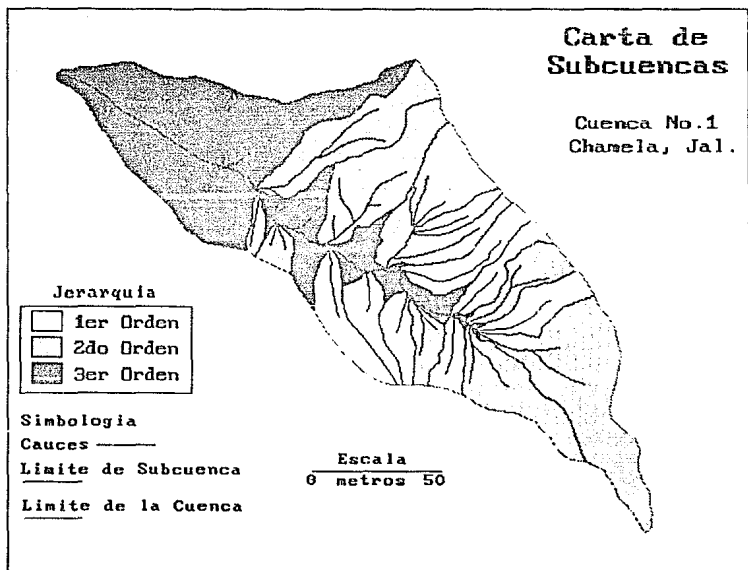 Carta de
Subcuencas
Cuenca No.1
Chamela, Jal.
Jerarquia
1er Orden
2do Orden
3er Orden
Simbologia
Cauces
Limite de Subcuenca
Limite de la Cuenca
Escala
0 metros 50